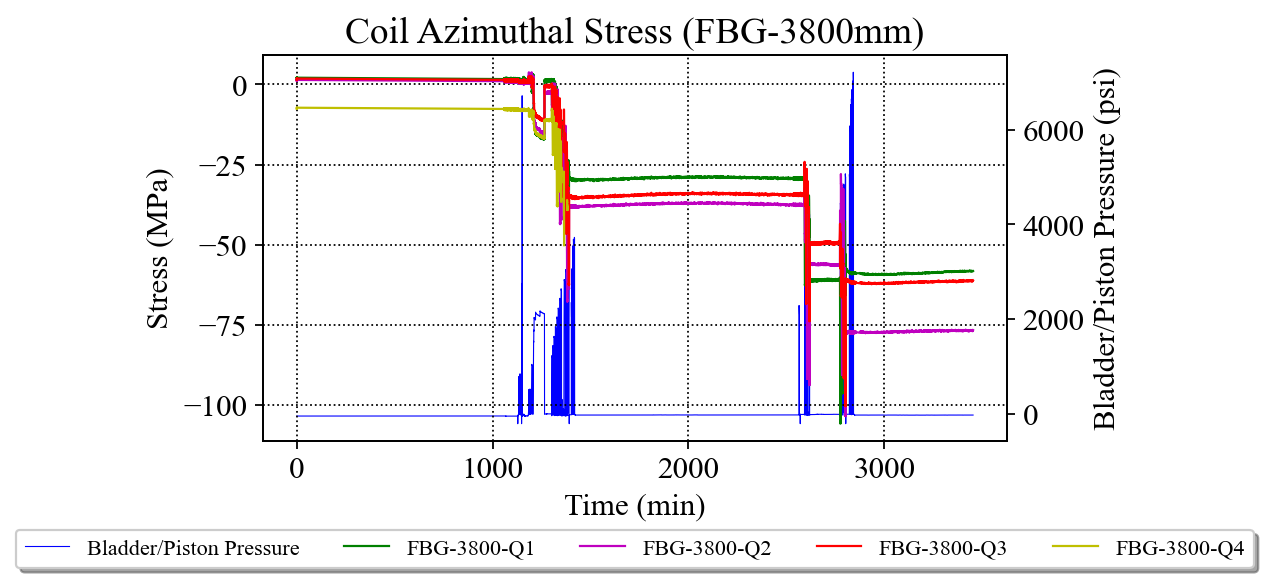 Coil Azimuthal Stress (FBG-3800mm)
Stress (MPa)
0
−25
−50
−75
−100
6000
4000
2000
0
Bladder/Piston Pressure (psi)
0 1000 2000 3000
Time (min)
Bladder/Piston Pressure FBG-3800-Q1 FBG-3800-Q2 FBG-3800-Q3 FBG-3800-Q4